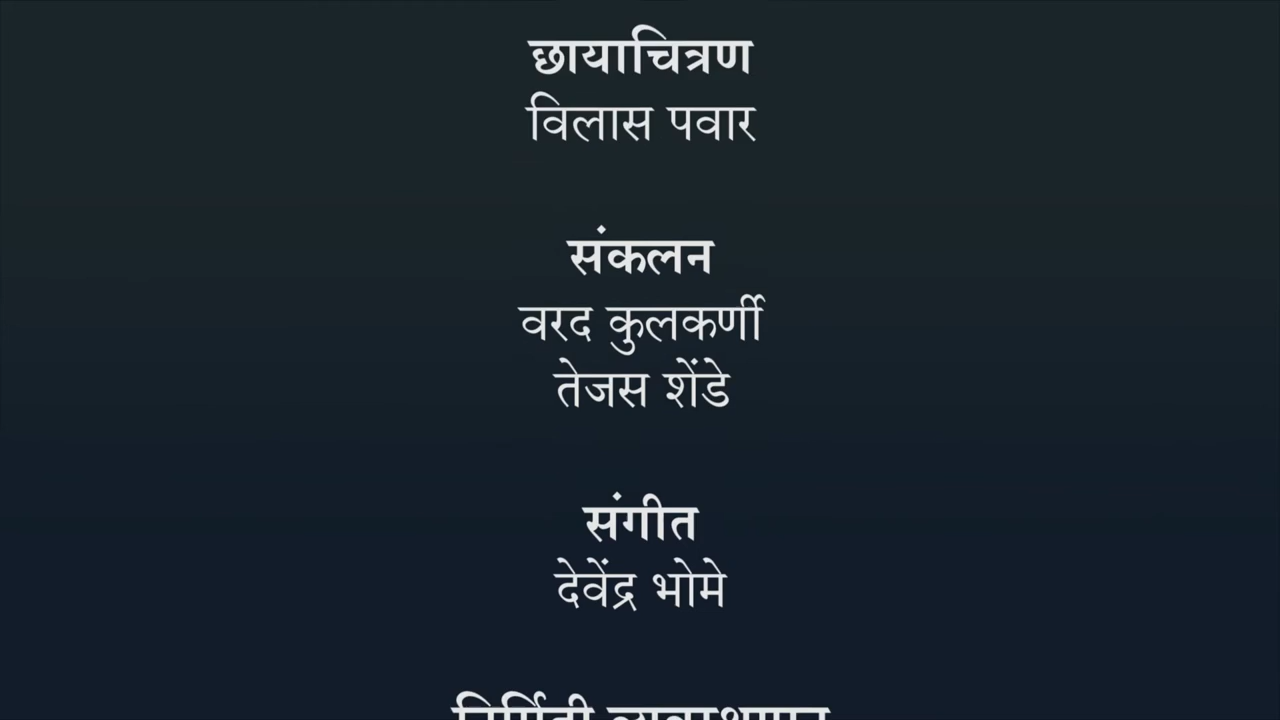 छायाचित्रण
विलास पवार
संकलन
वरद कुलकर्णी
तेजस शेंडे
संगीत
देवेंद्र भोमे